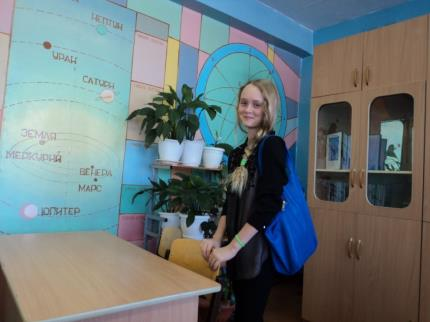 НЕПТУН
УРАН
САТУРН
ЗЕМЛЯ
МЕРКУРИЙ
ВЕНЕРА
МАРС
ЮПИТЕР